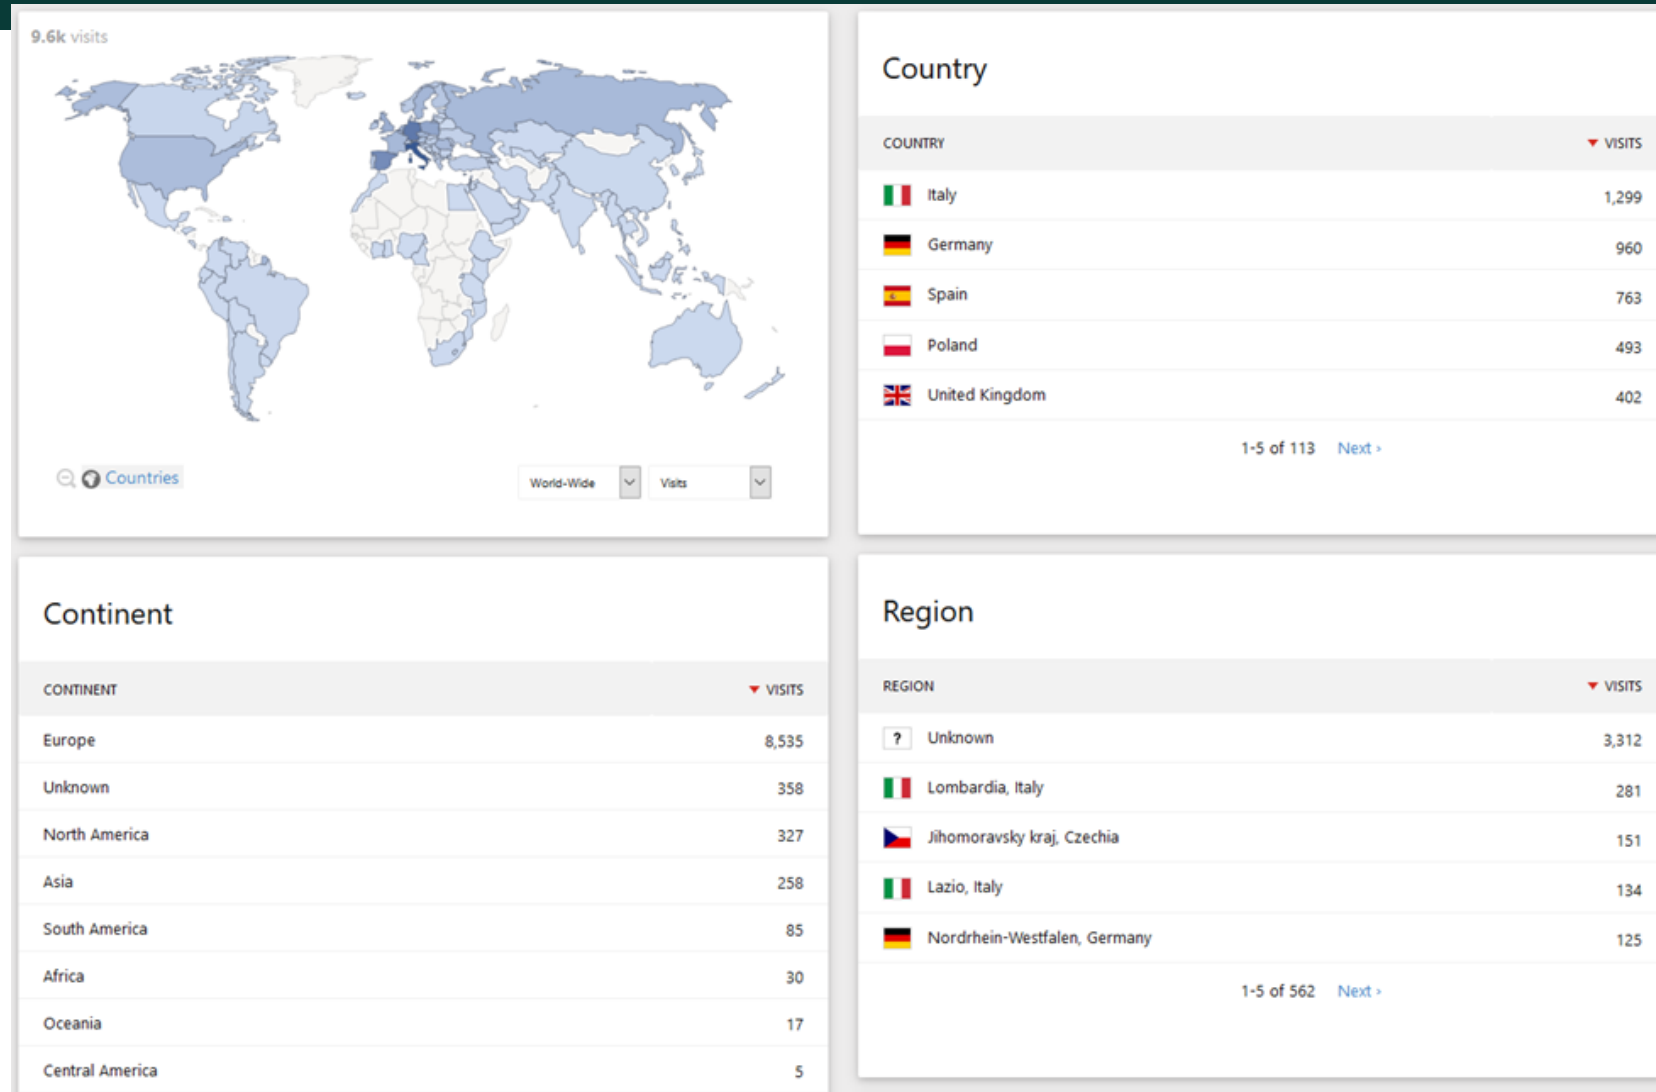 9.6k visits
Countries
World-Wide
Visits
Country
COUNTRY VISITS
Italy 1,299
Germany 960
Spain 763
Poland 493
United Kingdom 402
1-5 of 113 Next ›
Continent
CONTINENT VISITS
Europe 8,535
Unknown 358
North America 327
Asia 258
South America 85
Africa 30
Oceania 17
Central America 5
Region
REGION VISITS
? Unknown 3,312
Lombardia, Italy 281
Jihomoravsky kraj, Czechia 151
Lazio, Italy 134
Nordrhein-Westfalen, Germany 125
1-5 of 562 Next ›